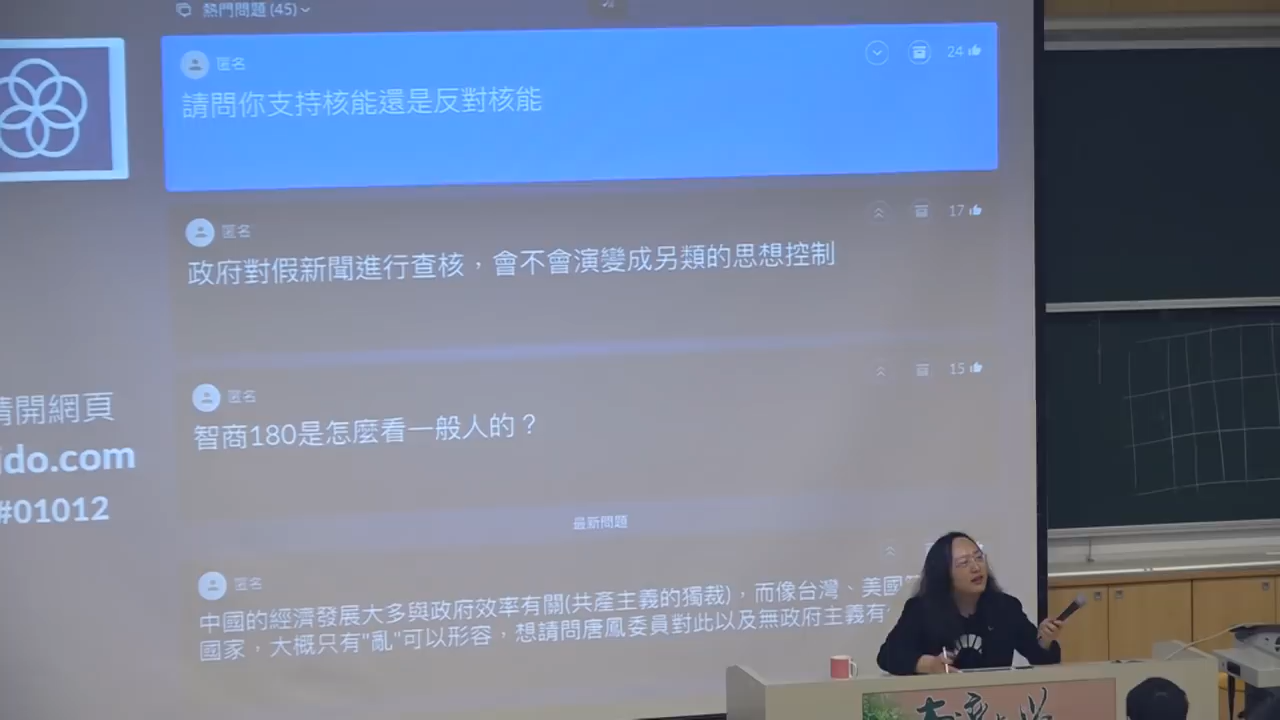 熱門問題 (45)
匿名
24
請問你支持核能還是反對核能
匿名
17
政府對假新聞進行查核，會不會演變成另類的思想控制
匿名
15
智商180是怎麼看一般人的？
請開網頁
ido.com
#01012
最新問題
匿名
中國的經濟發展大多與政府效率有關(共產主義的獨裁)，而像台灣、美國
國家，大概只有"亂"可以形容，想請問唐鳳委員對此以及無政府主義有